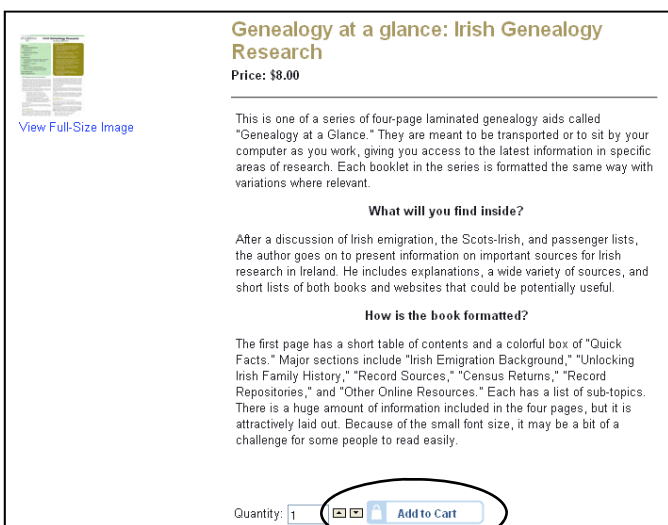 Genealogy at a glance: Irish Genealogy
Research
Price: $8.00
View Full-Size Image
This is one of a series of four-page laminated genealogy aids called
"Genealogy at a Glance." They are meant to be transported or to sit by your
computer as you work, giving you access to the latest information in specific
areas of research. Each booklet in the series is formatted the same way with
variations where relevant.
What will you find inside?
After a discussion of Irish emigration, the Scots-Irish, and passenger lists,
the author goes on to present information on important sources for Irish
research in Ireland. He includes explanations, a wide variety of sources, and
short lists of both books and websites that could be potentially useful.
How is the book formatted?
The first page has a short table of contents and a colorful box of "Quick
Facts." Major sections include "Irish Emigration Background," "Unlocking
Irish Family History," "Record Sources," "Census Returns," "Record
Repositories," and "Other Online Resources." Each has a list of sub-topics.
There is a huge amount of information included in the four pages, but it is
attractively laid out. Because of the small font size, it may be a bit of a
challenge for some people to read easily.
Quantity: 1 Add to Cart